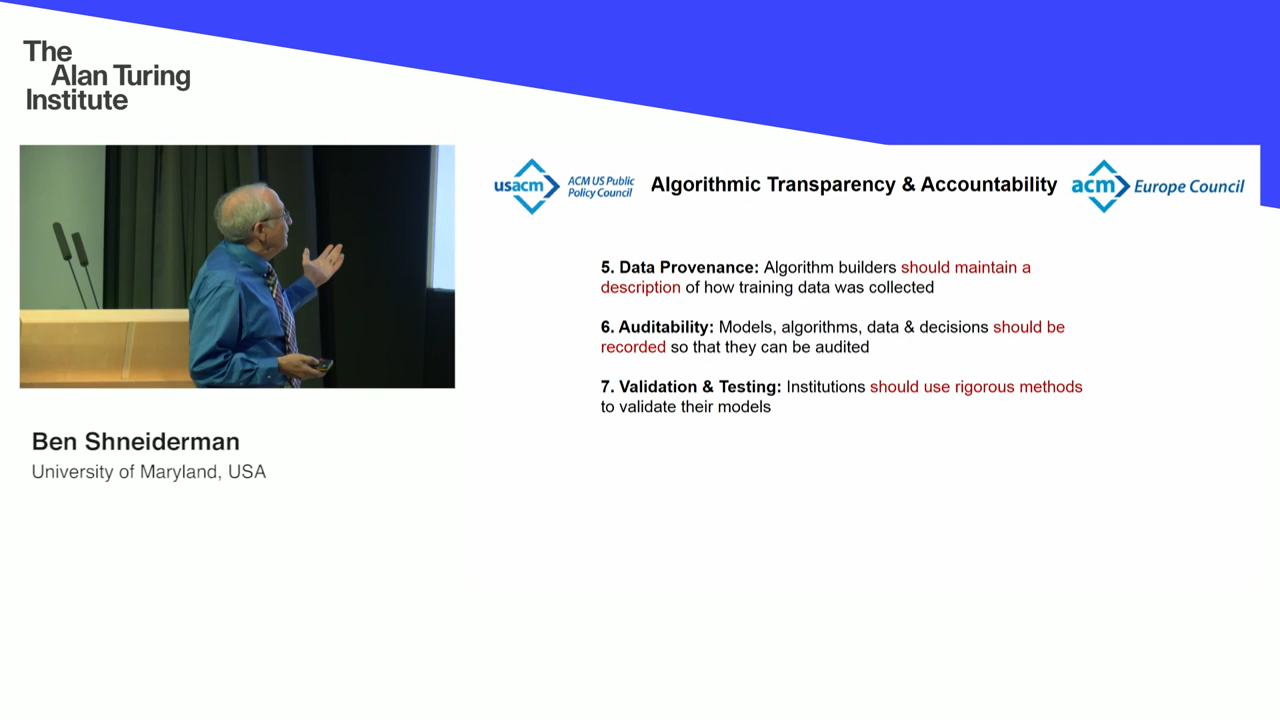 The
Alan Turing
Institute
usacm
ACM US Public
Policy Council
Algorithmic Transparency & Accountability
acm
Europe Council
5. Data Provenance: Algorithm builders should maintain a
description of how training data was collected
6. Auditability: Models, algorithms, data & decisions should be
recorded so that they can be audited
7. Validation & Testing: Institutions should use rigorous methods
to validate their models
Ben Shneiderman
University of Maryland, USA